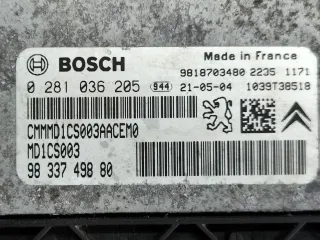 BOSCH
Made in France
9818703480 2235 1171
0 281 036 205 944 21-05-04 1039T38518
CMMMD1CS003AACEM0
MD1CS003
98 337 498 80